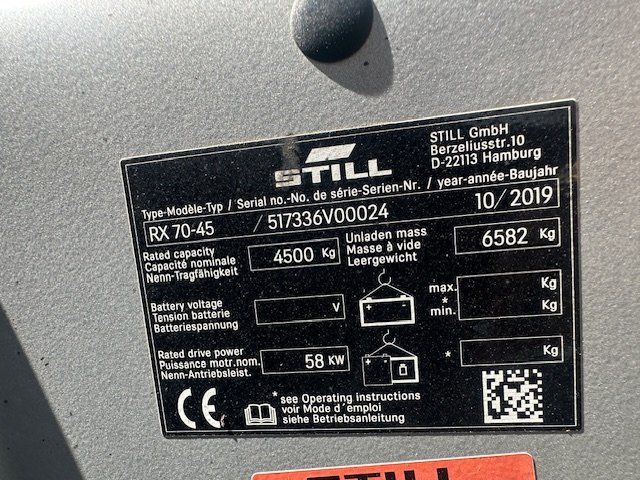 STILL
STILL GmbH
Berzeliusstr.10
D-22113 Hamburg
Type-Modèle-Typ / Serial no.-No. de série-Serien-Nr. / year-année-Baujahr
RX 70-45 / 517336V00024 10 / 2019
Rated capacity
Capacité nominale
Nenn-Tragfähigkeit
4500 Kg
Unladen mass
Masse à vide
Leergewicht
6582 Kg
Battery voltage
Tension batterie
Batteriespannung
V
max. Kg
* min. Kg
Rated drive power
Puissance motr.nom.
Nenn-Antriebsleist.
58 KW
* Kg
CE
* see Operating instructions
voir Mode d´emploi
siehe Betriebsanleitung
STILL